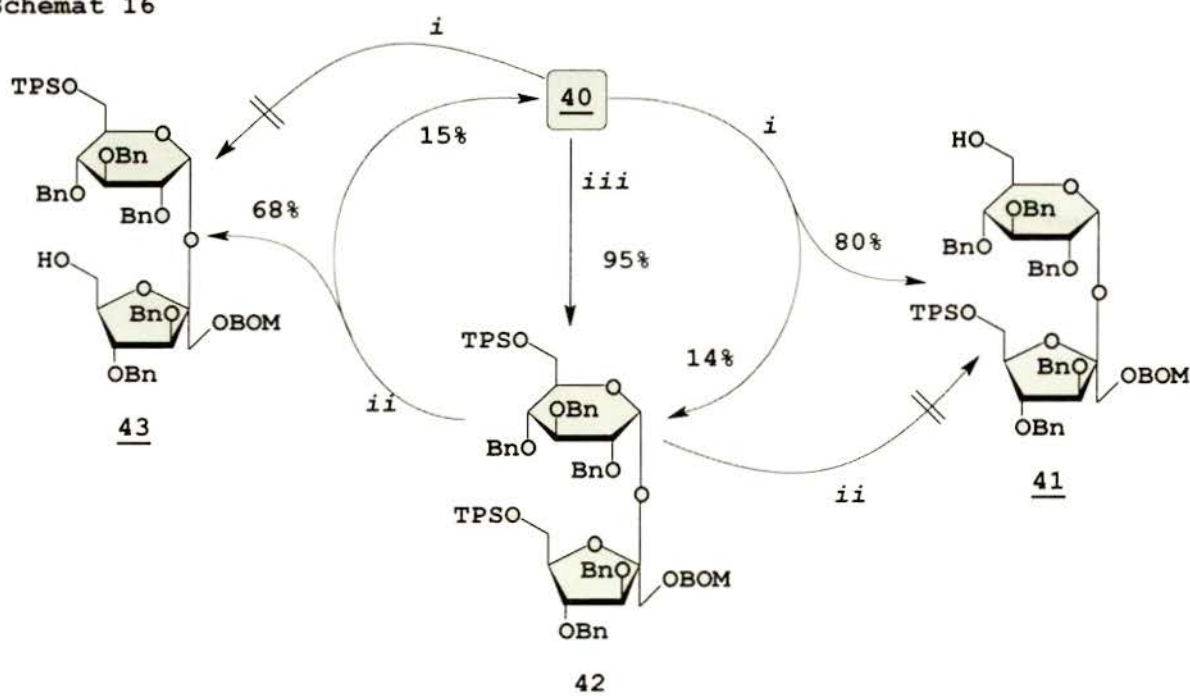 Schemat 16
i
TPSO
40
O
OBn
15%
i
HO
BnO
iii
O
BnO
68%
OBn
O
80%
BnO
HO
95%
BnO
O
O
BnO
TPSO
OBOM
TPSO
14%
O
BnO
OBn
O
OBOM
ii
OBn
43
BnO
OBn
BnO
41
O
ii
TPSO
O
BnO
OBOM
OBn
42